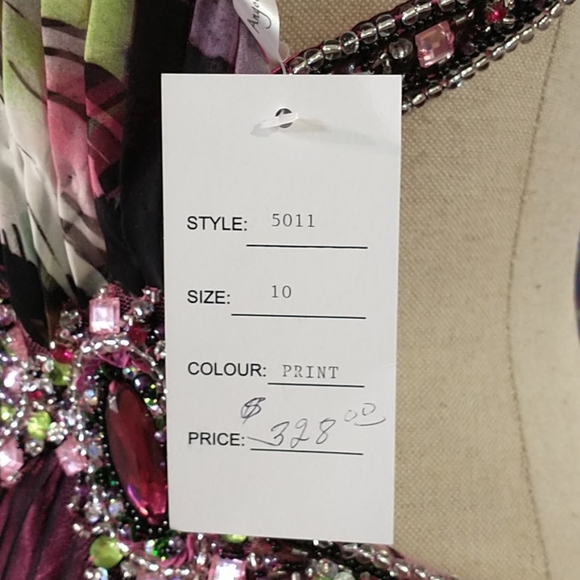 STYLE: 5011
SIZE: 10
COLOUR: PRINT
PRICE: $328.00